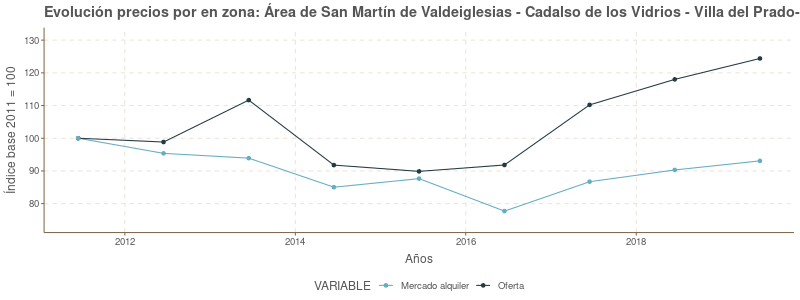 Evolución precios por en zona: Área de San Martín de Valdeiglesias - Cadalso de los Vidrios - Villa del Prado-
Índice base 2011 = 100
130
120
110
100
90
80
2012
2014
2016
2018
Años
VARIABLE
Mercado alquiler
Oferta